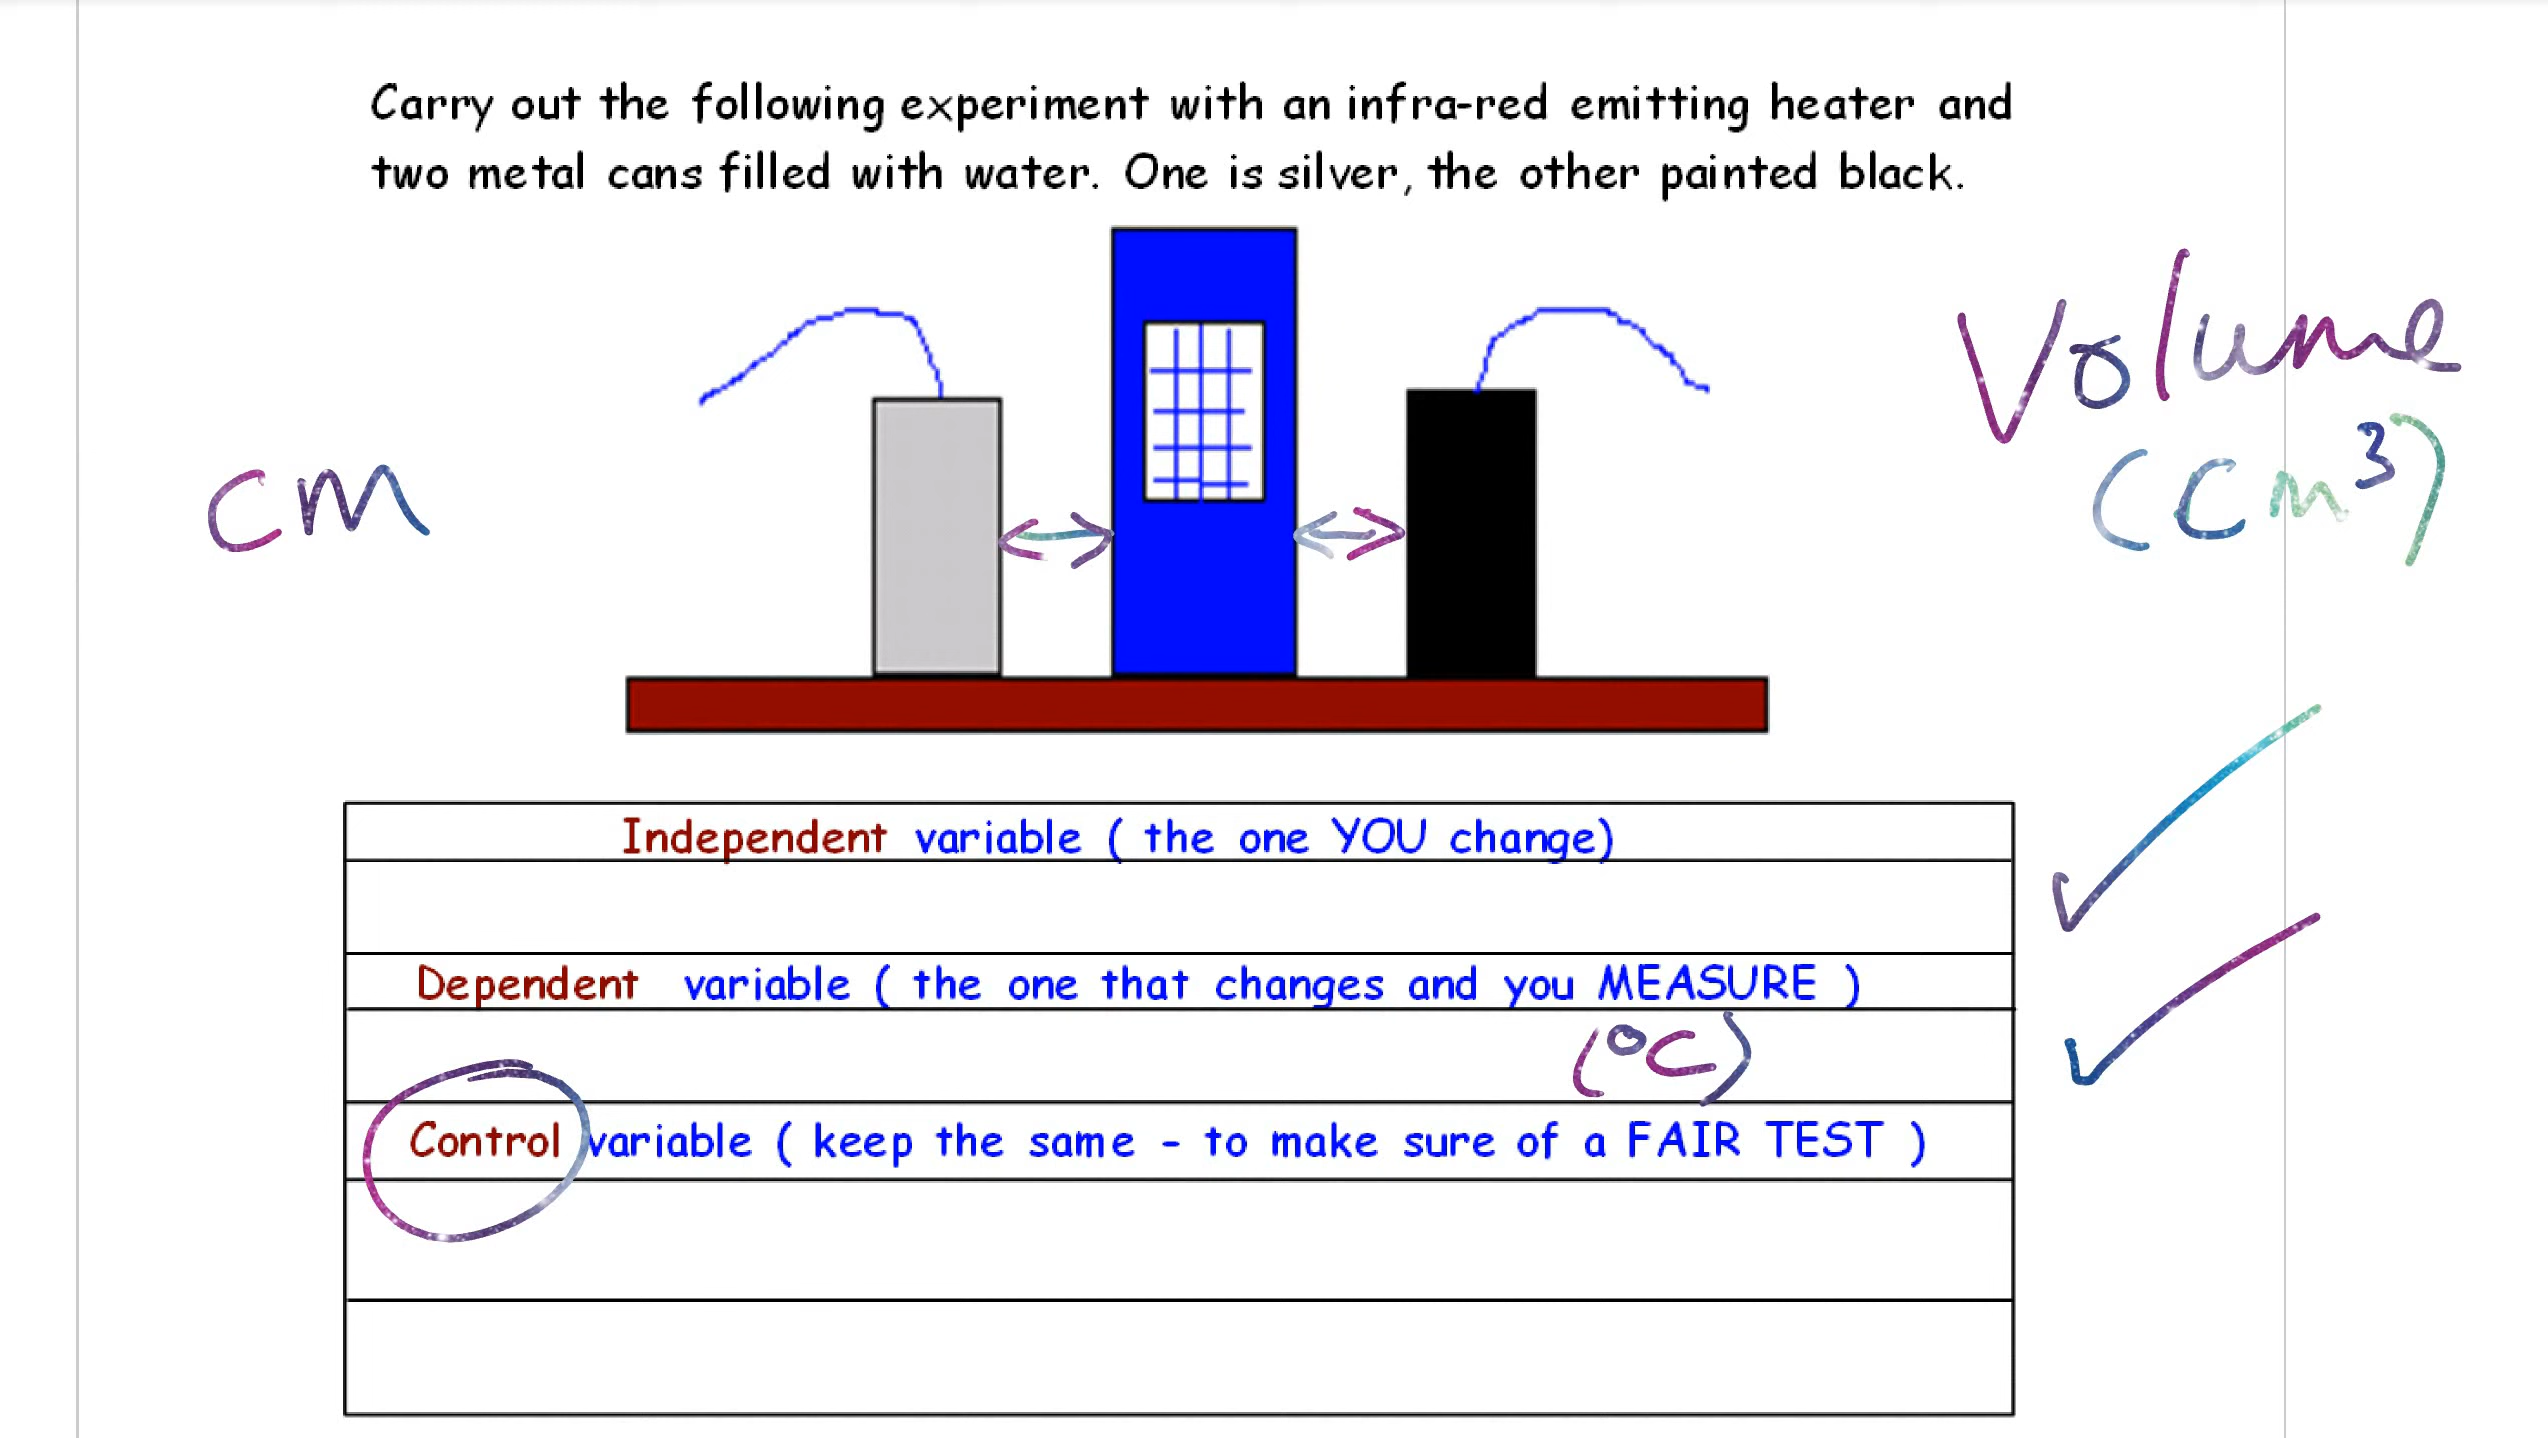 Carry out the following experiment with an infra-red emitting heater and
two metal cans filled with water. One is silver, the other painted black.
Volume
(cm³)
cm
Independent variable ( the one YOU change)
Dependent variable ( the one that changes and you MEASURE )
(°C)
Control variable ( keep the same - to make sure of a FAIR TEST )